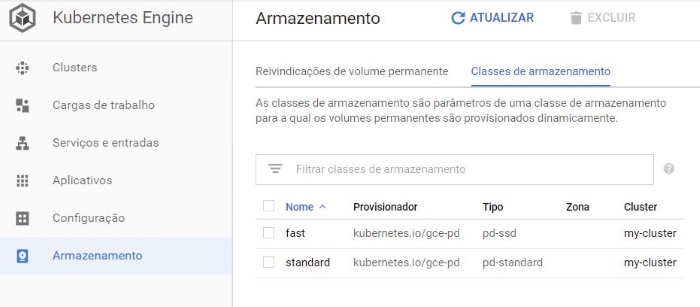 Kubernetes Engine
Clusters
Cargas de trabalho
Serviços e entradas
Aplicativos
Configuração
Armazenamento
Armazenamento
ATUALIZAR
EXCLUIR
Reivindicações de volume permanente
Classes de armazenamento
As classes de armazenamento são parâmetros de uma classe de armazenamento
para a qual os volumes permanentes são provisionados dinamicamente.
Filtrar classes de armazenamento
?
Nome Provisionador Tipo Zona Cluster
fast kubernetes.io/gce-pd pd-ssd my-cluster
standard kubernetes.io/gce-pd pd-standard my-cluster